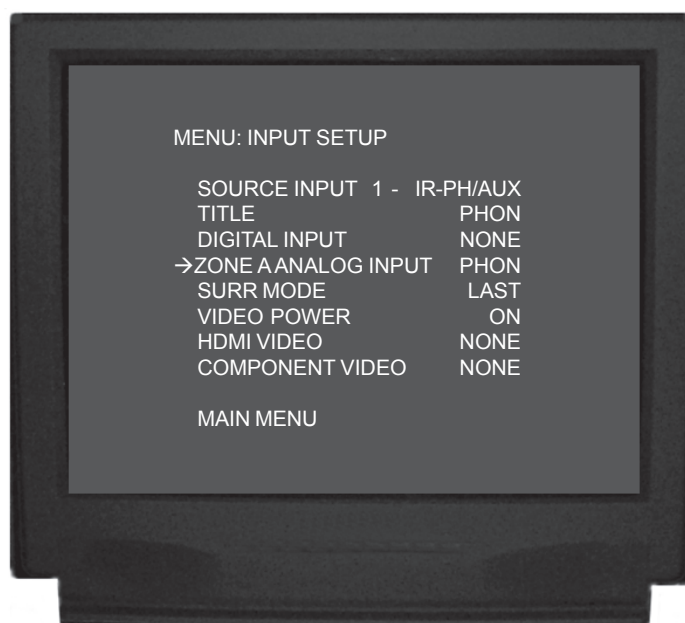 MENU: INPUT SETUP
SOURCE INPUT 1 - IR-PH/AUX
TITLE PHON
DIGITAL INPUT NONE
→ZONE A ANALOG INPUT PHON
SURR MODE LAST
VIDEO POWER ON
HDMI VIDEO NONE
COMPONENT VIDEO NONE
MAIN MENU